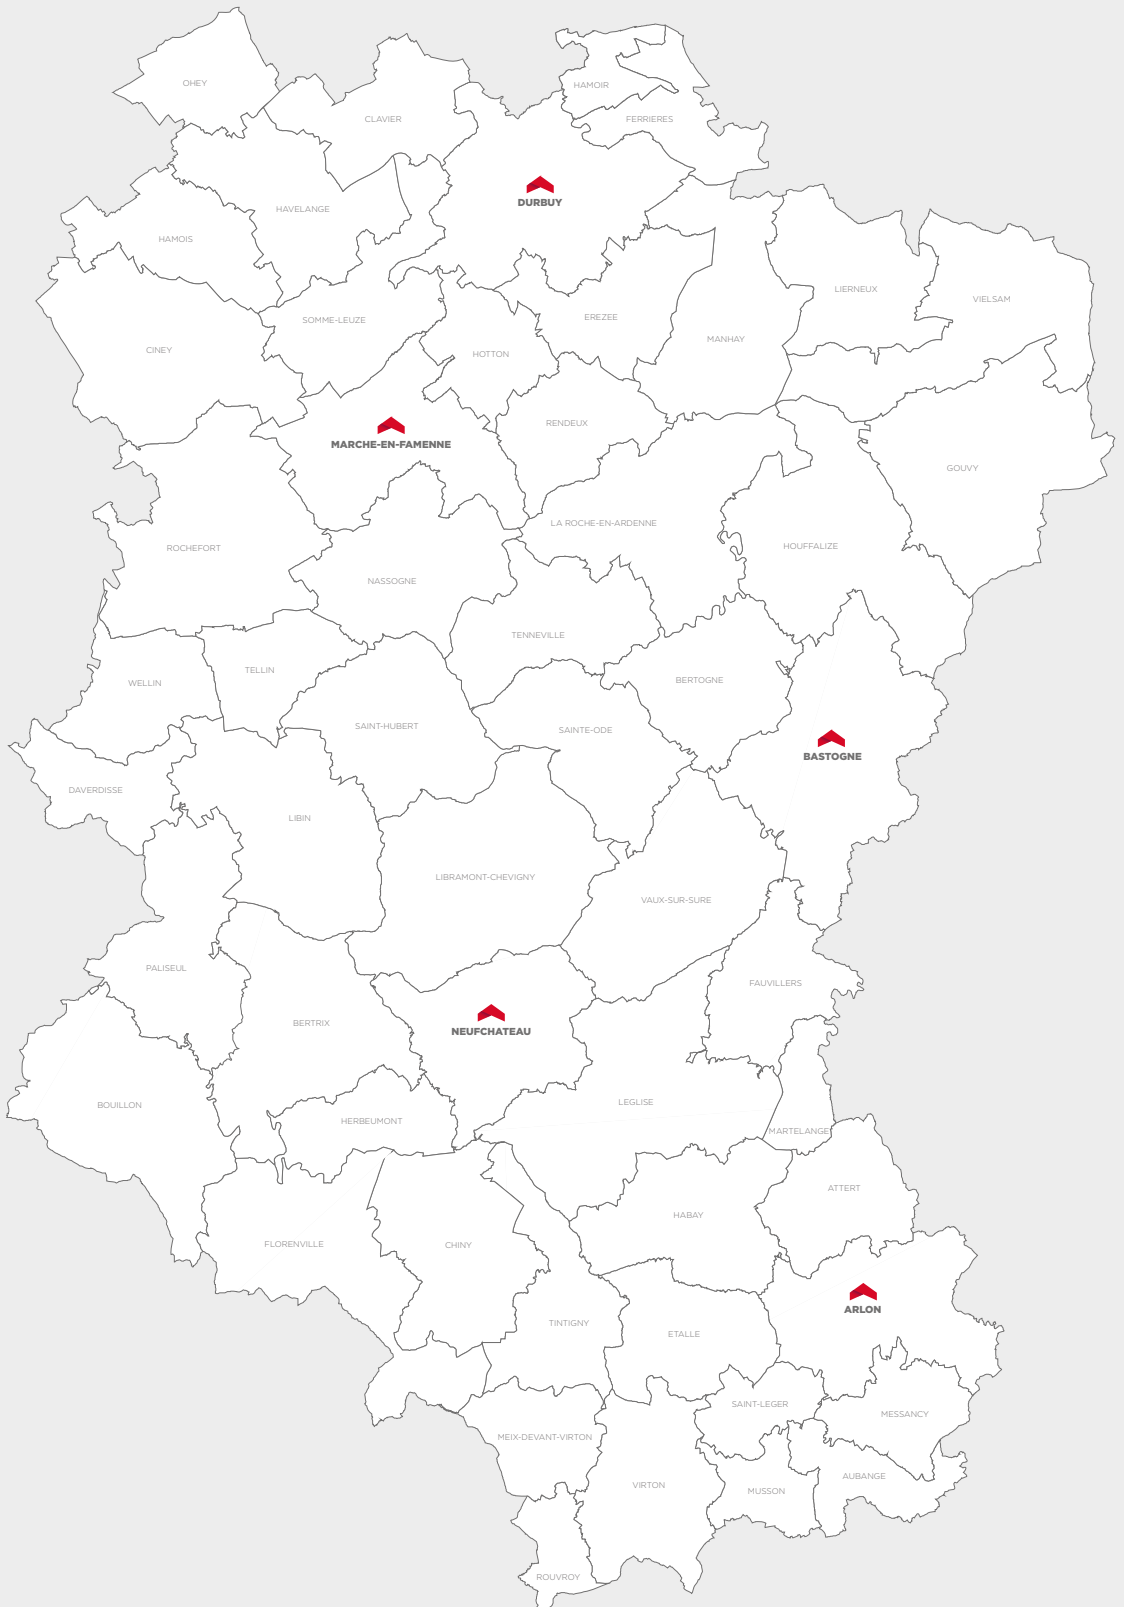 OHEY
HAMOIR
CLAVIER
FERRIERES
DURBUY
HAVELANGE
HAMOIS
LIERNEUX
VIELSAM
SOMME-LEUZE
EREZEE
MANHAY
CINEY
HOTTON
RENDEUX
MARCHE-EN-FAMENNE
GOUVY
LA ROCHE-EN-ARDENNE
ROCHEFORT
HOUFFALIZE
NASSOGNE
TENNEVILLE
TELLIN
WELLIN
BERTOGNE
SAINT-HUBERT
SAINTE-ODE
BASTOGNE
DAVERDISSE
LIBIN
LIBRAMONT-CHEVIGNY
VAUX-SUR-SURE
PALISEUL
FAUVILLERS
BERTRIX
NEUFCHATEAU
BOUILLON
LEGLISE
HERBEUMONT
MARTELANGE
ATTERT
HABAY
FLORENVILLE
CHINY
ARLON
TINTIGNY
ETALLE
SAINT-LEGER
MESSANCY
MEIX-DEVANT-VIRTON
AUBANGE
VIRTON
MUSSON
ROUVROY